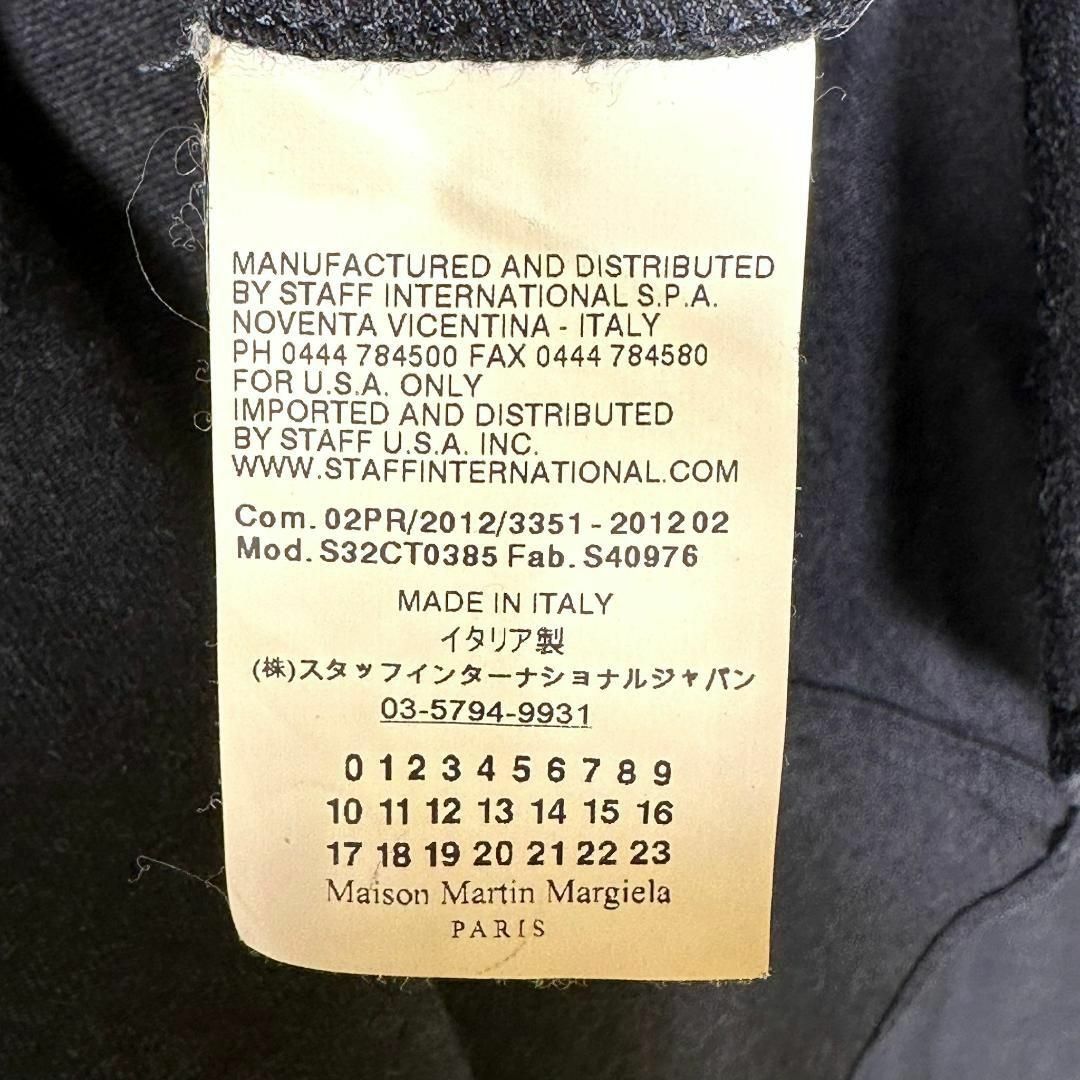 MANUFACTURED AND DISTRIBUTED
BY STAFF INTERNATIONAL S.P.A.
NOVENTA VICENTINA - ITALY
PH 0444 784500 FAX 0444 784580
FOR U.S.A. ONLY
IMPORTED AND DISTRIBUTED
BY STAFF U.S.A. INC.
WWW.STAFFINTERNATIONAL.COM
Com. 02PR/2012/3351 - 2012 02
Mod. S32CT0385 Fab. S40976
MADE IN ITALY
イタリア製
(株)スタッフインターナショナルジャパン
03-5794-9931
0 1 2 3 4 5 6 7 8 9
10 11 12 13 14 15 16
17 18 19 20 21 22 23
Maison Martin Margiela
PARIS